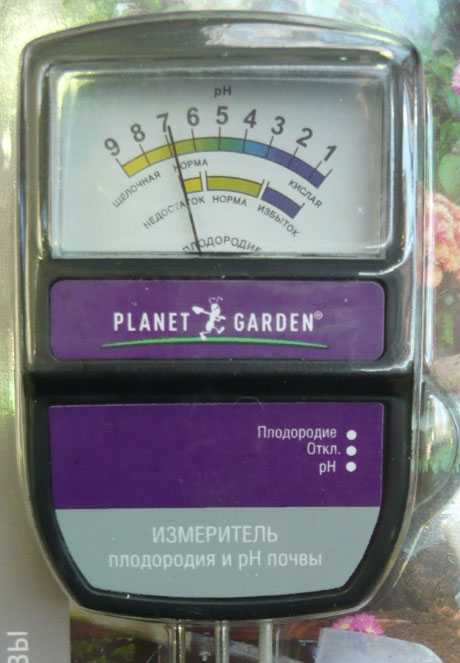 pH
9 8 7 6 5 4 3 2 1
ЩЕЛОЧНАЯ НОРМА КИСЛАЯ
НЕДОСТАТОК НОРМА ИЗБЫТОК
ПЛОДОРОДИЕ
PLANET GARDEN®
Плодородие
Откл.
pH
ИЗМЕРИТЕЛЬ
плодородия и pH почвы
ВЫ